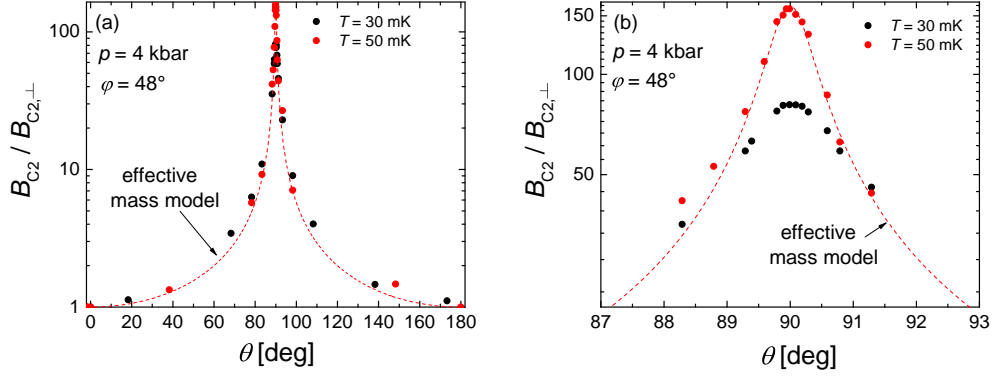 (a)
T = 30 mK
T = 50 mK
p = 4 kbar
φ = 48°
effective
mass model
100
10
1
B_C2 / B_C2,⊥
0 20 40 60 80 100 120 140 160 180
θ [deg]
(b)
T = 30 mK
T = 50 mK
p = 4 kbar
φ = 48°
effective
mass model
150
100
50
B_C2 / B_C2,⊥
87 88 89 90 91 92 93
θ [deg]